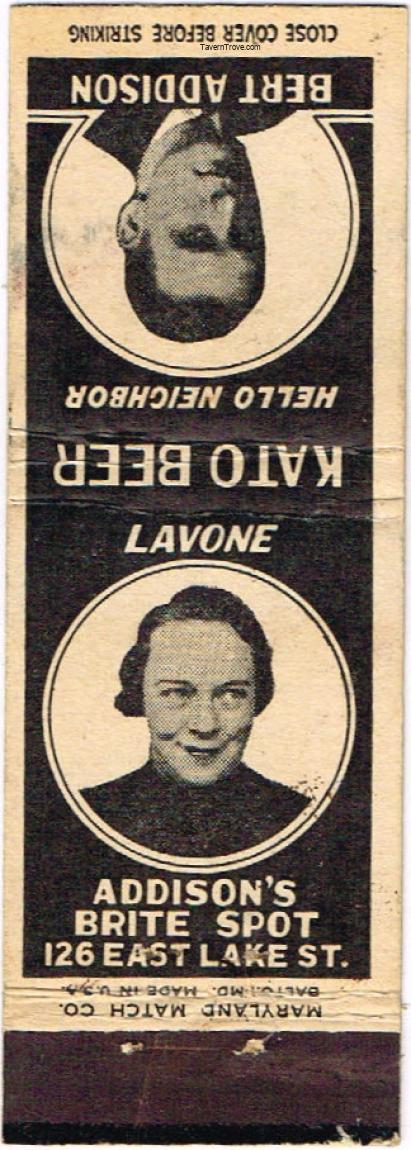 CLOSE COVER BEFORE STRIKING
TavernTrove.com
BERT ADDISON
HELLO NEIGHBOR
KATO BEER
LAVONE
ADDISON'S
BRITE SPOT
126 EAST LAKE ST.
MARYLAND MATCH CO.
BALTO., MD. MADE IN U.S.A.